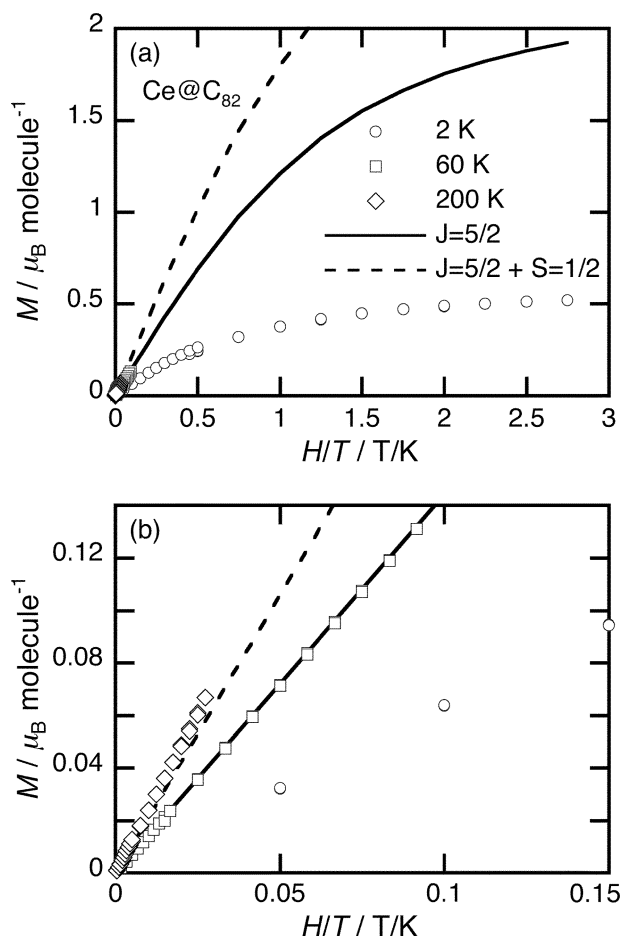 2
(a)
Ce@C82
1.5
2 K
60 K
200 K
J=5/2
J=5/2 + S=1/2
1
0.5
0
M / μB molecule-1
0 0.5 1 1.5 2 2.5 3
H/T / T/K
(b)
0.12
0.08
0.04
0
M / μB molecule-1
0 0.05 0.1 0.15
H/T / T/K